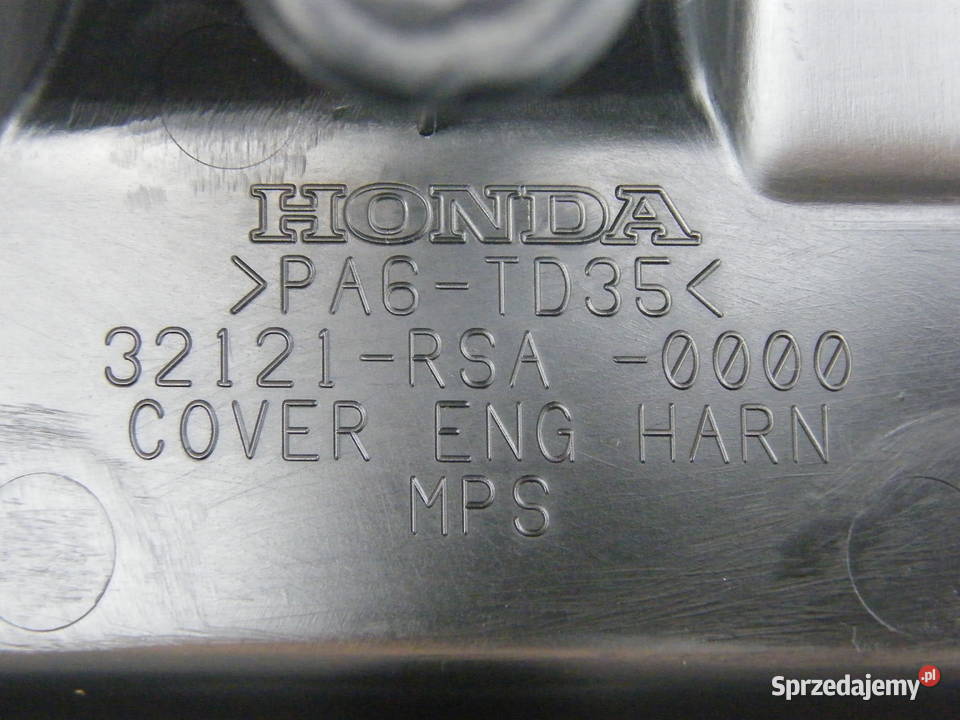 HONDA
>PA6-TD35<
32121-RSA -0000
COVER ENG HARN
MPS
Sprzedajemy.pl